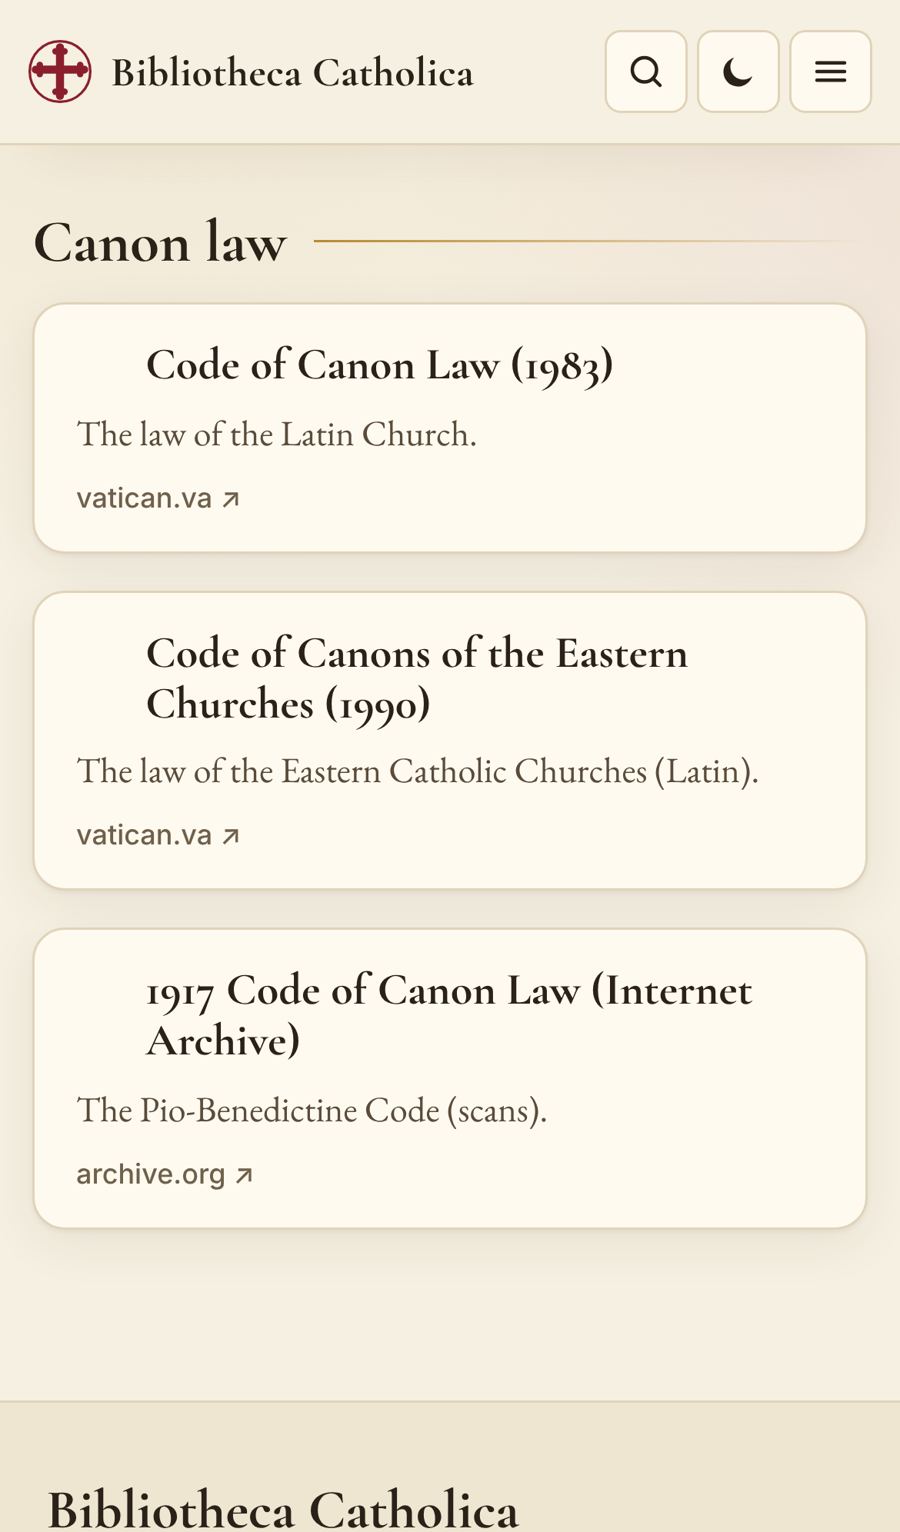 Bibliotheca Catholica
Canon law
Code of Canon Law (1983)
The law of the Latin Church.
vatican.va ↗
Code of Canons of the Eastern
Churches (1990)
The law of the Eastern Catholic Churches (Latin).
vatican.va ↗
1917 Code of Canon Law (Internet
Archive)
The Pio-Benedictine Code (scans).
archive.org ↗
Bibliotheca Catholica